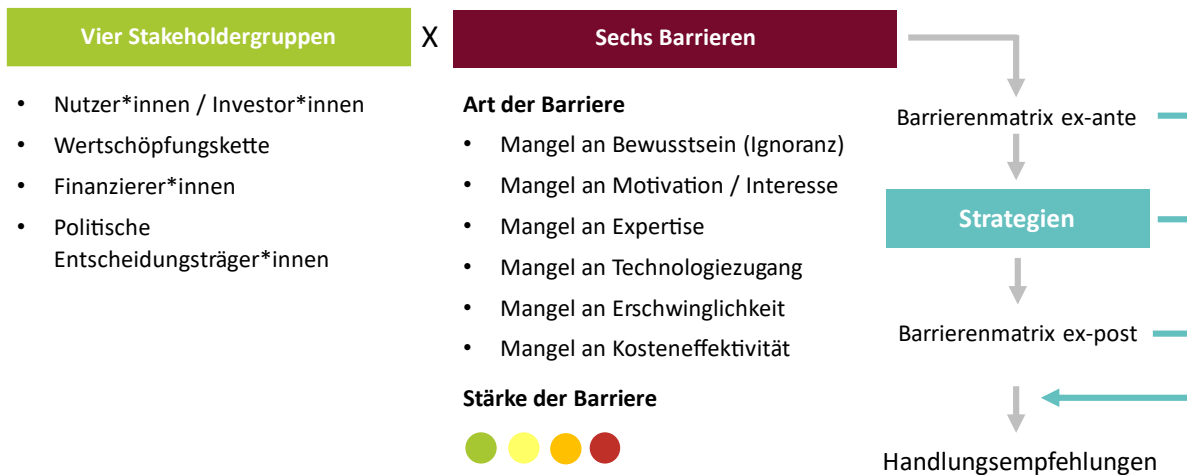 Vier Stakeholdergruppen
X
Sechs Barrieren
• Nutzer*innen / Investor*innen
• Wertschöpfungskette
• Finanzierer*innen
• Politische
Entscheidungsträger*innen
Art der Barriere
• Mangel an Bewusstsein (Ignoranz)
• Mangel an Motivation / Interesse
• Mangel an Expertise
• Mangel an Technologiezugang
• Mangel an Erschwinglichkeit
• Mangel an Kosteneffektivität
Stärke der Barriere
Barrierenmatrix ex-ante
Strategien
Barrierenmatrix ex-post
Handlungsempfehlungen